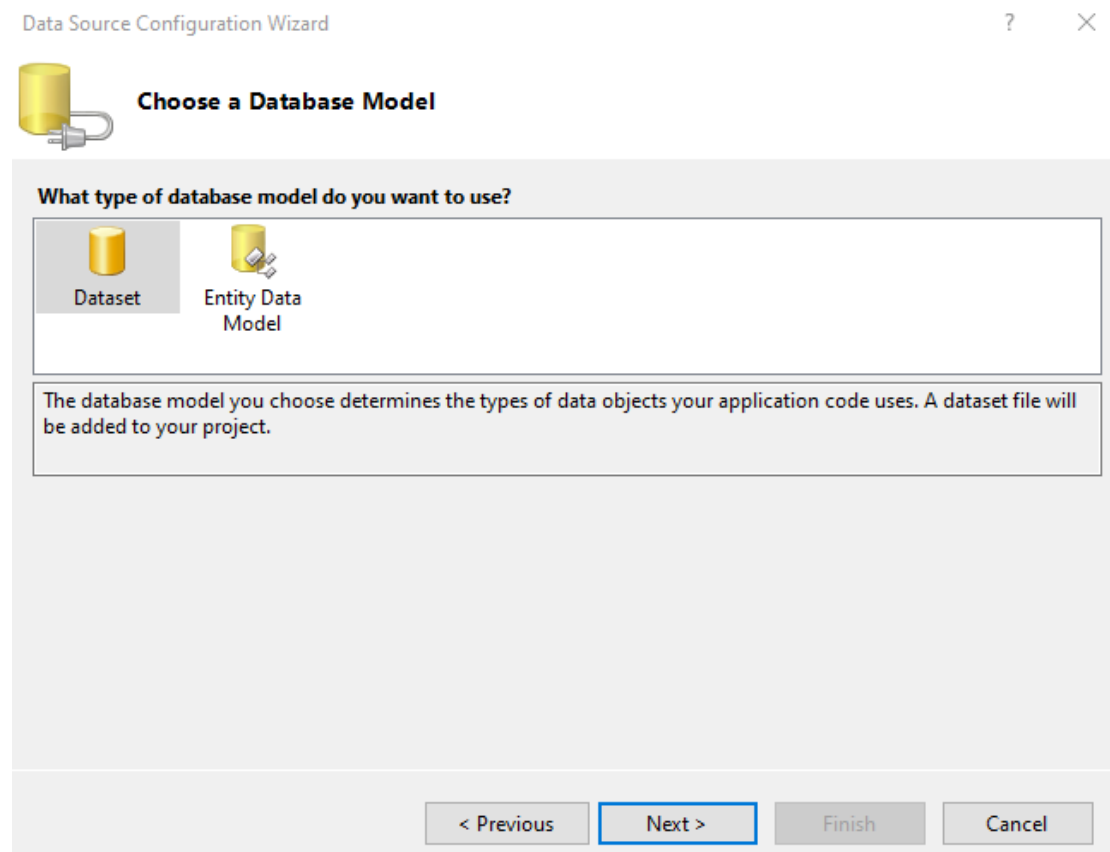 Data Source Configuration Wizard
?
Choose a Database Model
What type of database model do you want to use?
Dataset
Entity Data
Model
The database model you choose determines the types of data objects your application code uses. A dataset file will
be added to your project.
< Previous
Next >
Finish
Cancel